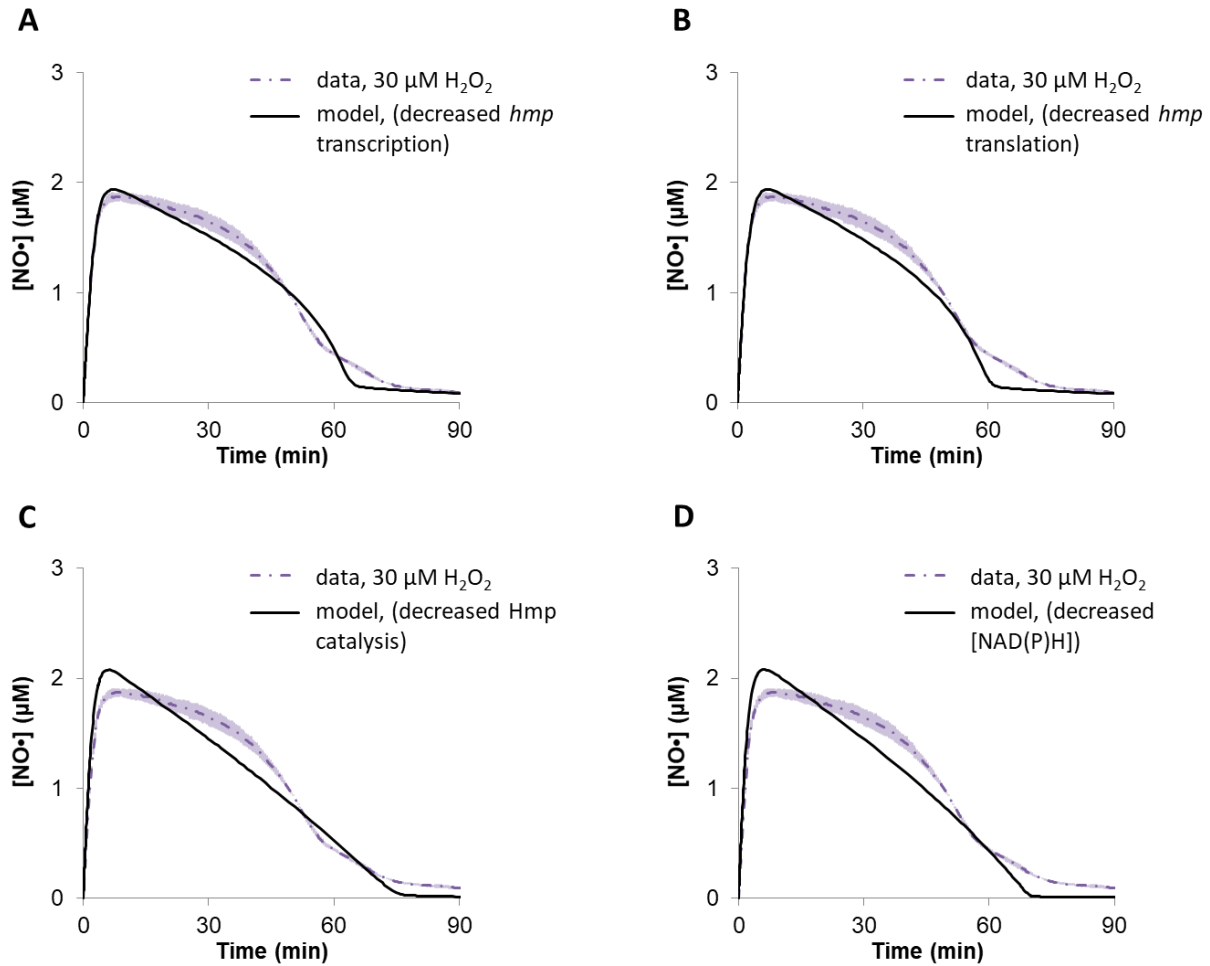 A
3
2
1
0
0
30
60
90
[NO•] (µM)
Time (min)
data, 30 µM H₂O₂
model, (decreased hmp
transcription)
B
3
2
1
0
0
30
60
90
[NO•] (µM)
Time (min)
data, 30 µM H₂O₂
model, (decreased hmp
translation)
C
3
2
1
0
0
30
60
90
[NO•] (µM)
Time (min)
data, 30 µM H₂O₂
model, (decreased Hmp
catalysis)
D
3
2
1
0
0
30
60
90
[NO•] (µM)
Time (min)
data, 30 µM H₂O₂
model, (decreased
[NAD(P)H])